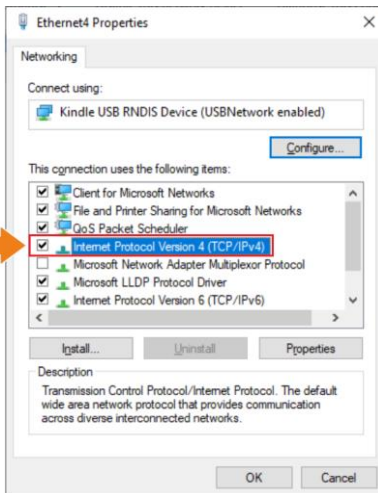 Ethernet4 Properties
Networking
Connect using:
Kindle USB RNDIS Device (USBNetwork enabled)
Configure...
This connection uses the following items:
Client for Microsoft Networks
File and Printer Sharing for Microsoft Networks
QoS Packet Scheduler
Internet Protocol Version 4 (TCP/IPv4)
Microsoft Network Adapter Multiplexor Protocol
Microsoft LLDP Protocol Driver
Internet Protocol Version 6 (TCP/IPv6)
Install... Uninstall Properties
Description
Transmission Control Protocol/Internet Protocol. The default
wide area network protocol that provides communication
across diverse interconnected networks.
OK Cancel